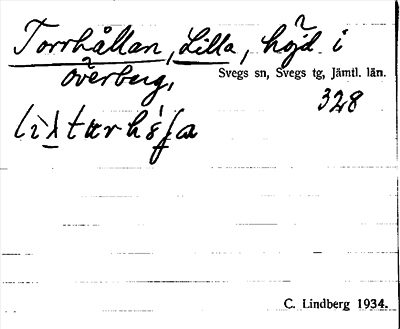 Torrhållan, Lilla, höjd i
Överberg,
Svegs sn, Svegs tg, Jämtl. län.
328
C. Lindberg 1934.